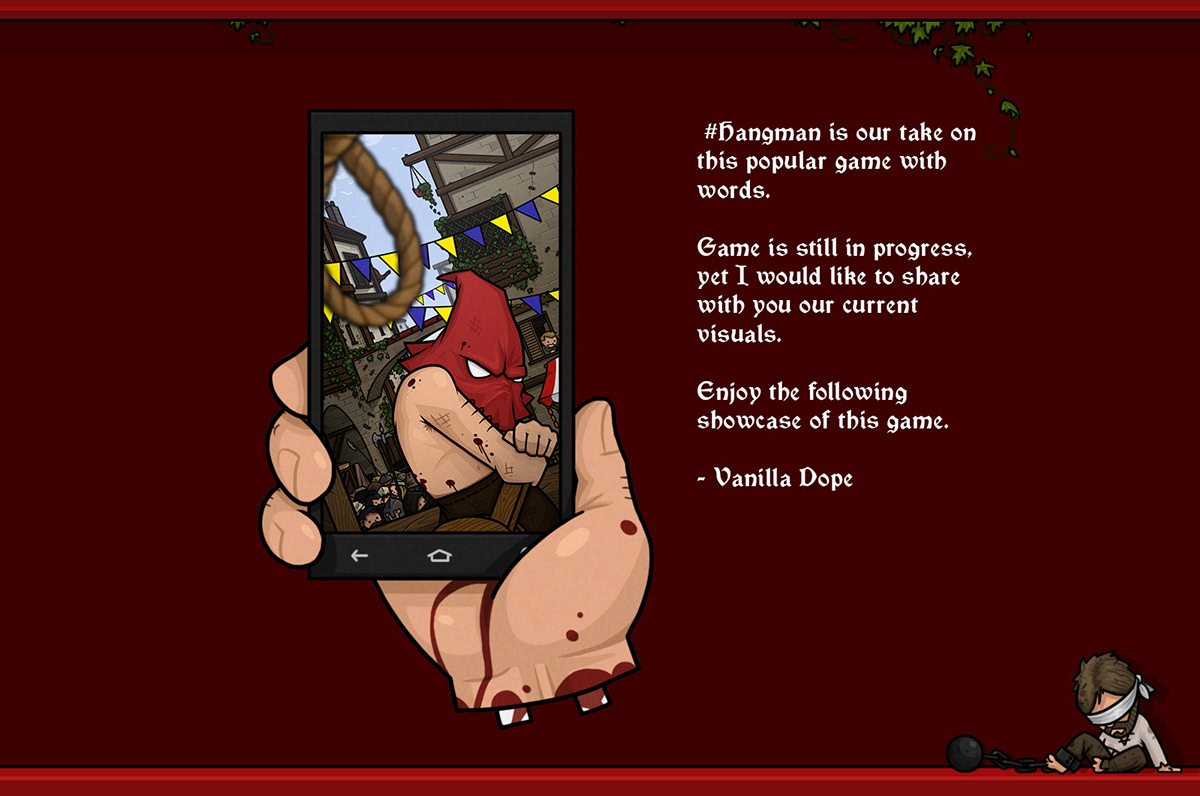 #Hangman is our take on
this popular game with
words.
Game is still in progress,
yet I would like to share
with you our current
visuals.
Enjoy the following
showcase of this game.
- Vanilla Dope